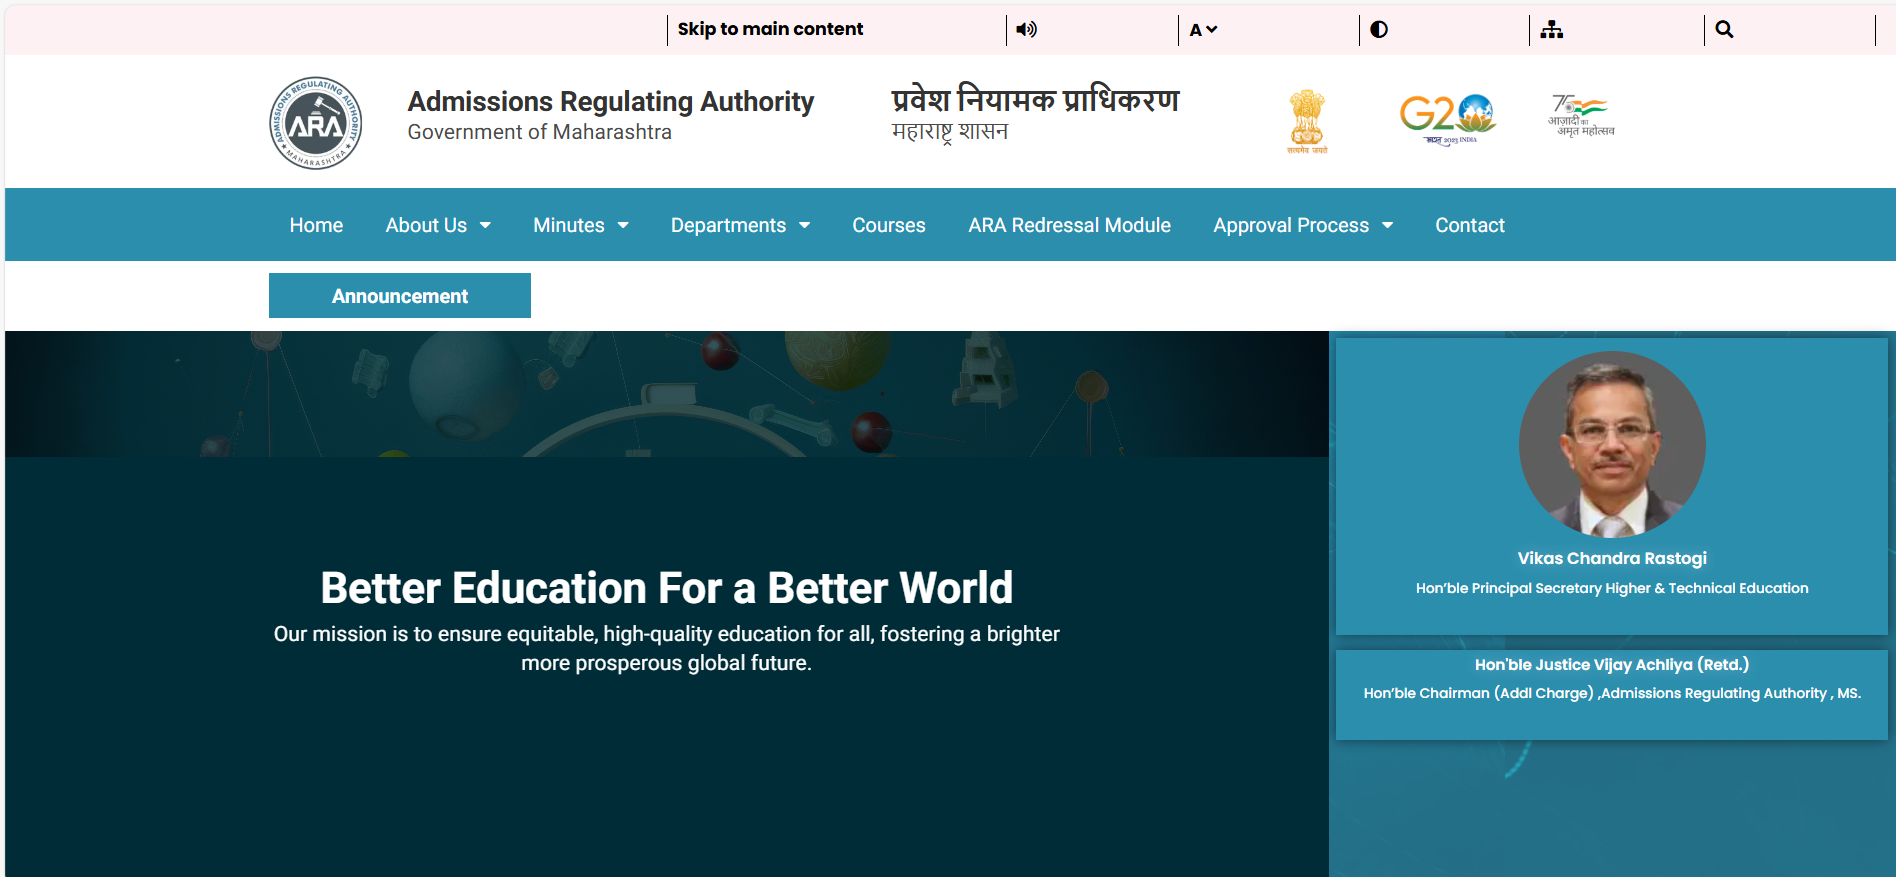 Skip to main content
A
ADMISSIONS REGULATING AUTHORITY
ARA
MAHARASHTRA
Admissions Regulating Authority
Government of Maharashtra
प्रवेश नियामक प्राधिकरण
महाराष्ट्र शासन
सत्यमेव जयते
G20
भारत 2023 INDIA
75
आज़ादी का
अमृत महोत्सव
Home
About Us
Minutes
Departments
Courses
ARA Redressal Module
Approval Process
Contact
Announcement
Better Education For a Better World
Our mission is to ensure equitable, high-quality education for all, fostering a brighter
more prosperous global future.
Vikas Chandra Rastogi
Hon’ble Principal Secretary Higher & Technical Education
Hon'ble Justice Vijay Achliya (Retd.)
Hon’ble Chairman (Addl Charge) ,Admissions Regulating Authority , MS.